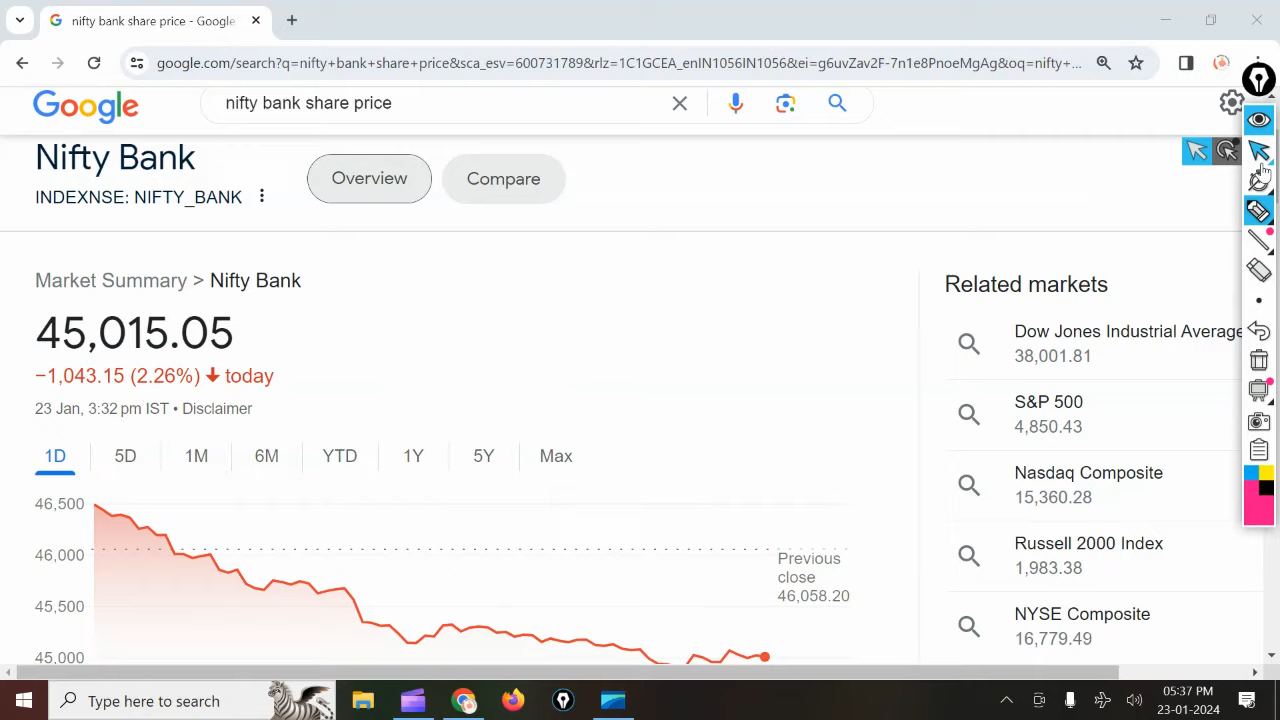 nifty bank share price - Google
google.com/search?q=nifty+bank+share+price&sca_esv=600731789&rlz=1C1GCEA_enIN1056IN1056&ei=g6uvZav2F-7n1e8PnoeMgAg&oq=nifty+...
Google
nifty bank share price
Nifty Bank
INDEXNSE: NIFTY_BANK
Overview
Compare
Market Summary > Nifty Bank
45,015.05
−1,043.15 (2.26%) today
23 Jan, 3:32 pm IST • Disclaimer
1D 5D 1M 6M YTD 1Y 5Y Max
46,500
46,000
45,500
45,000
Previous
close
46,058.20
Related markets
Dow Jones Industrial Average
38,001.81
S&P 500
4,850.43
Nasdaq Composite
15,360.28
Russell 2000 Index
1,983.38
NYSE Composite
16,779.49
Type here to search
05:37 PM
23-01-2024